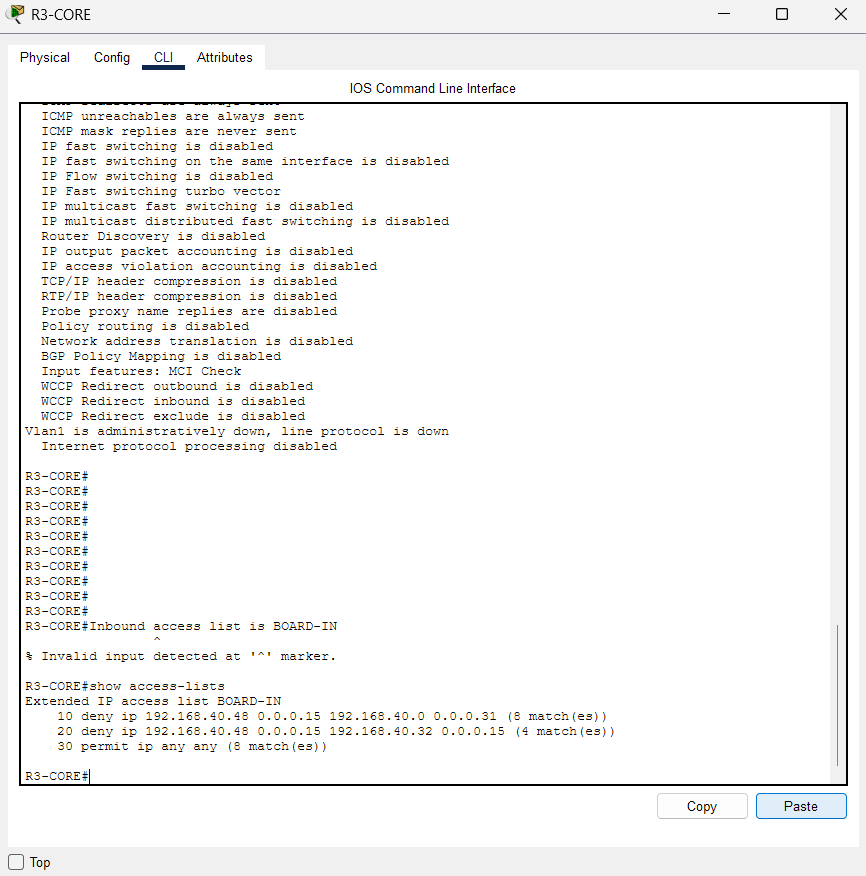 R3-CORE
Physical Config CLI Attributes
IOS Command Line Interface
ICMP unreachables are always sent
ICMP mask replies are never sent
IP fast switching is disabled
IP fast switching on the same interface is disabled
IP Flow switching is disabled
IP Fast switching turbo vector
IP multicast fast switching is disabled
IP multicast distributed fast switching is disabled
Router Discovery is disabled
IP output packet accounting is disabled
IP access violation accounting is disabled
TCP/IP header compression is disabled
RTP/IP header compression is disabled
Probe proxy name replies are disabled
Policy routing is disabled
Network address translation is disabled
BGP Policy Mapping is disabled
Input features: MCI Check
WCCP Redirect outbound is disabled
WCCP Redirect inbound is disabled
WCCP Redirect exclude is disabled
Vlan1 is administratively down, line protocol is down
Internet protocol processing disabled
R3-CORE#
R3-CORE#
R3-CORE#
R3-CORE#
R3-CORE#
R3-CORE#
R3-CORE#
R3-CORE#
R3-CORE#
R3-CORE#
R3-CORE#Inbound access list is BOARD-IN
^
% Invalid input detected at '^' marker.
R3-CORE#show access-lists
Extended IP access list BOARD-IN
10 deny ip 192.168.40.48 0.0.0.15 192.168.40.0 0.0.0.31 (8 match(es))
20 deny ip 192.168.40.48 0.0.0.15 192.168.40.32 0.0.0.15 (4 match(es))
30 permit ip any any (8 match(es))
R3-CORE#
Copy Paste
Top